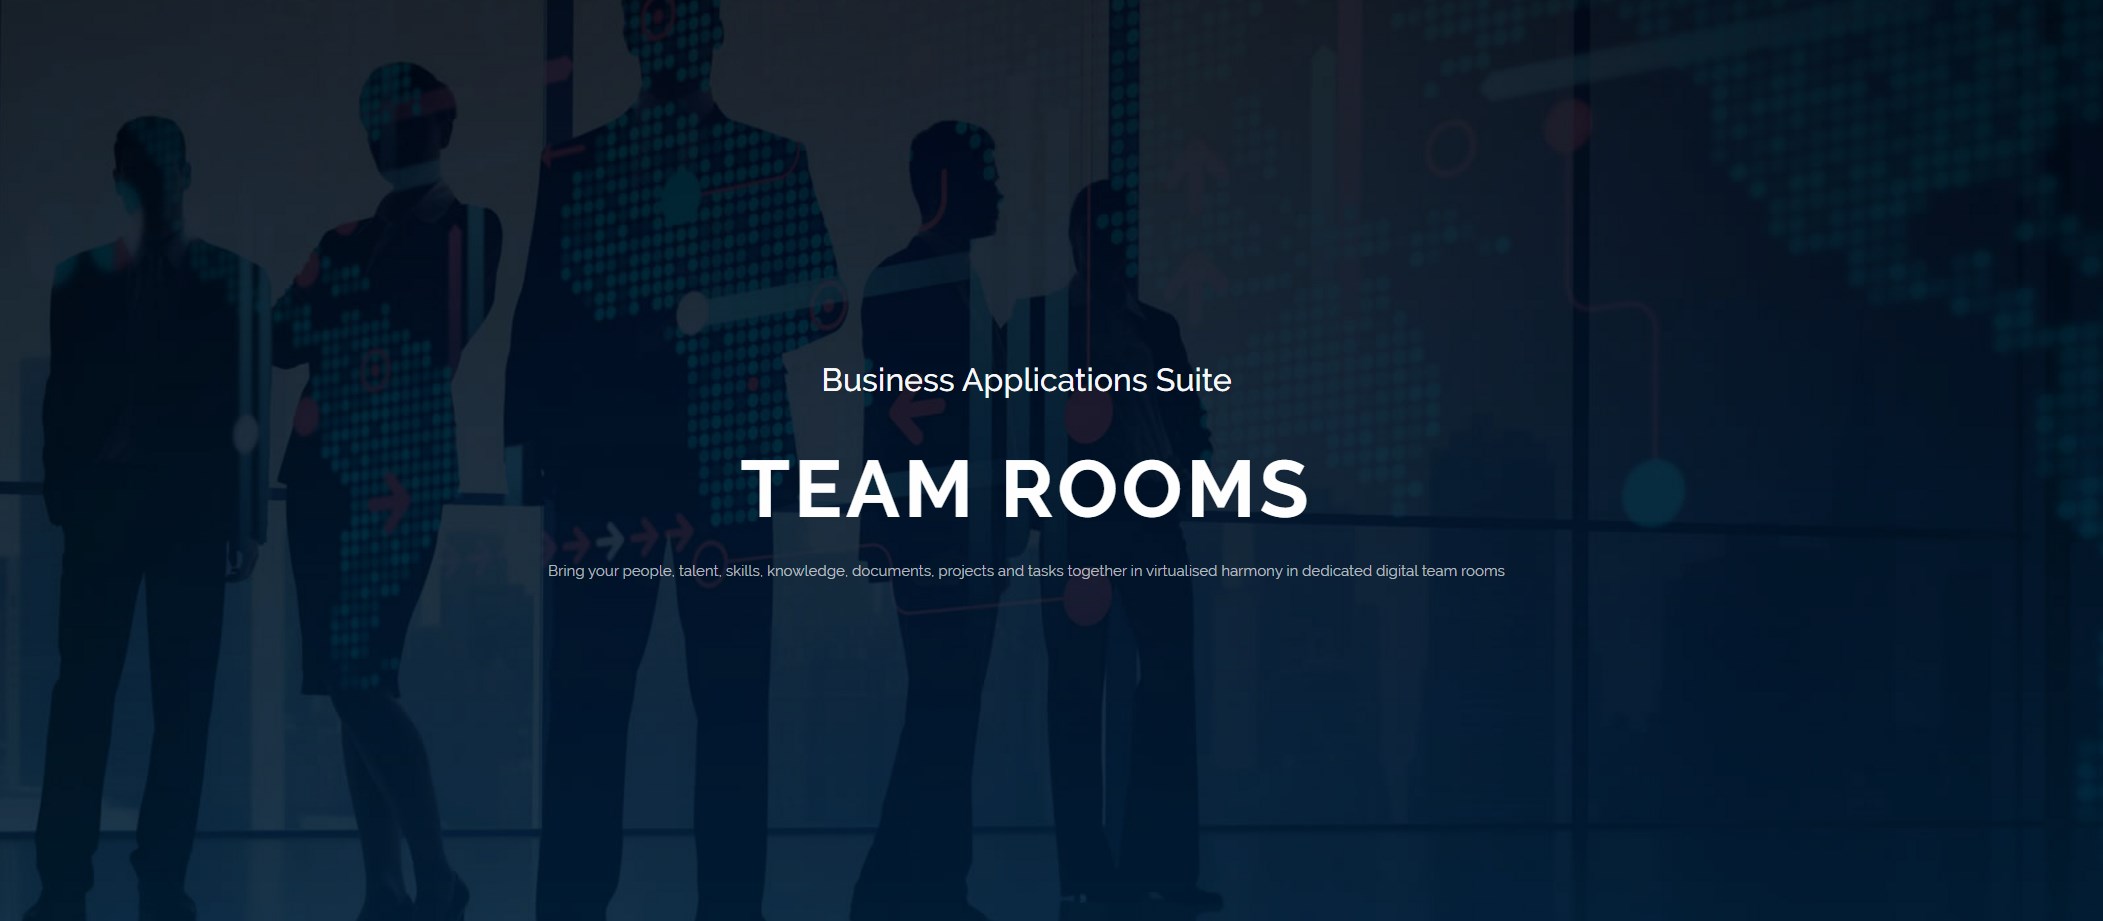 Business Applications Suite
TEAM ROOMS
Bring your people, talent, skills, knowledge, documents, projects and tasks together in virtualised harmony in dedicated digital team rooms